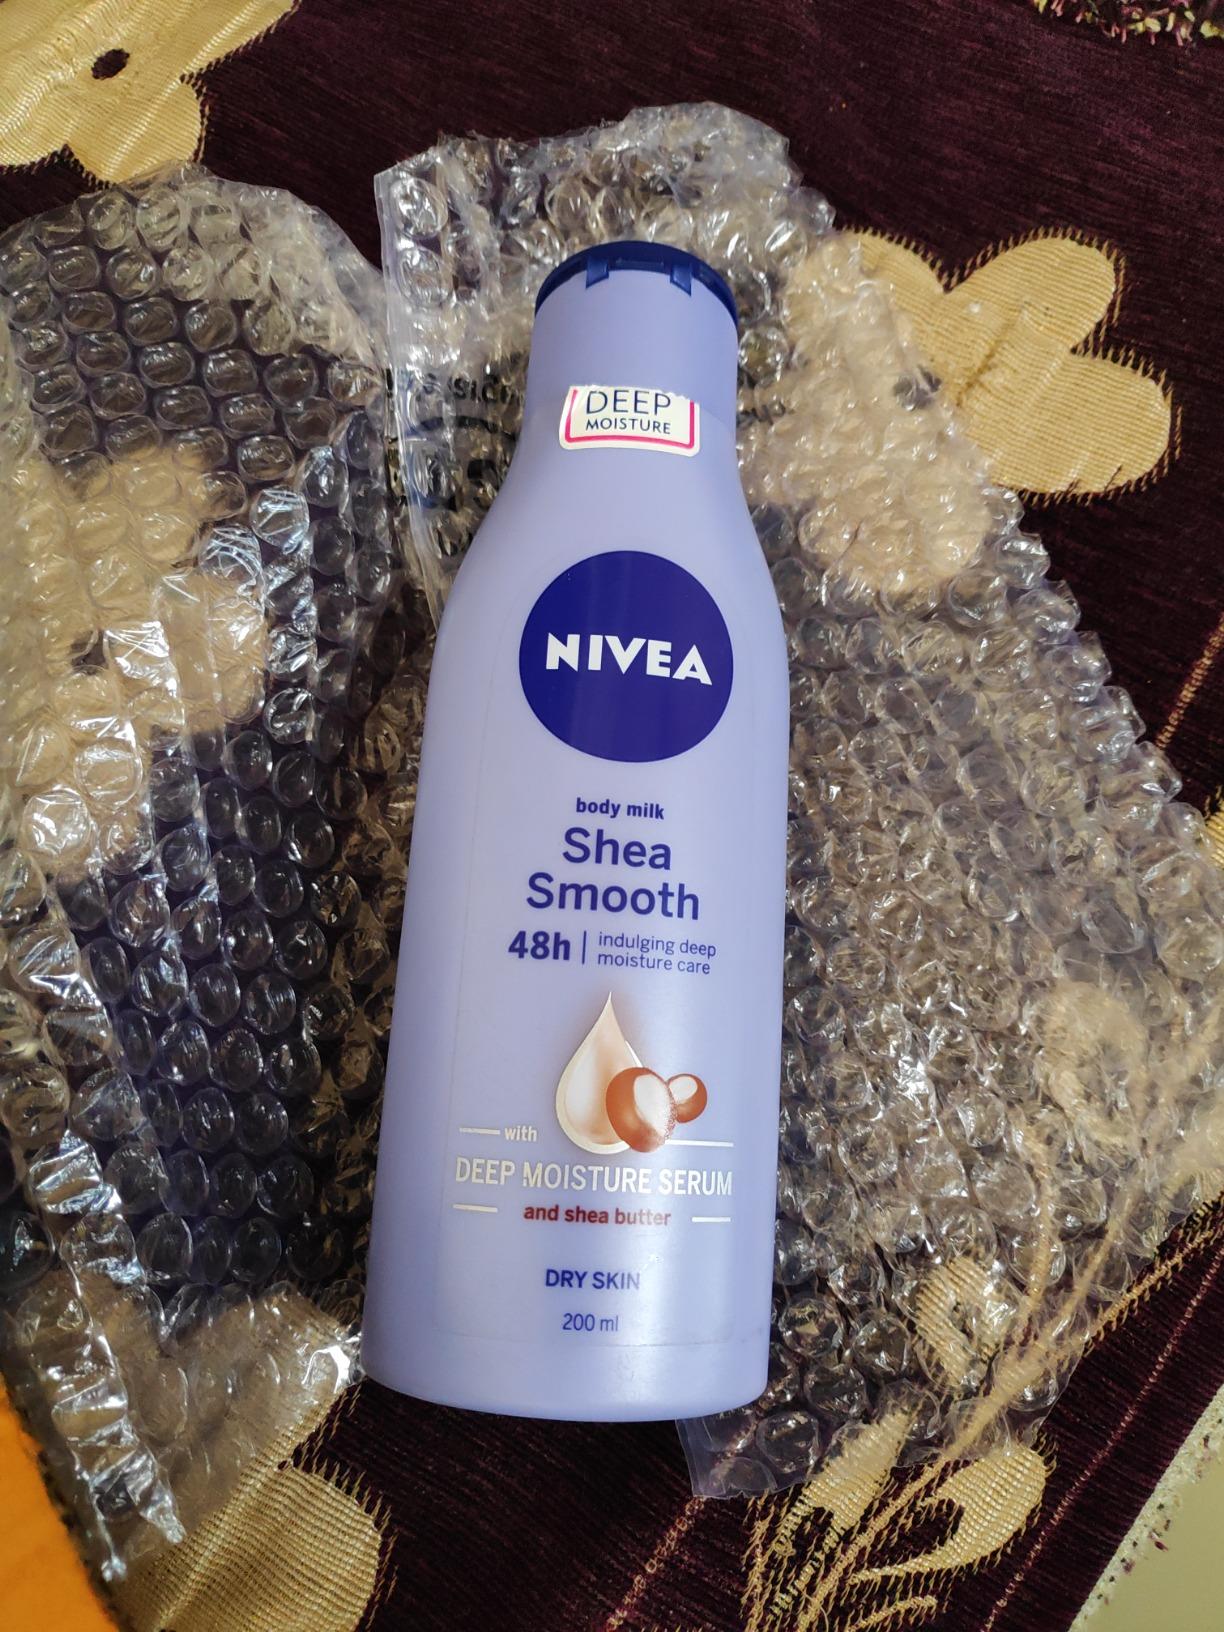 DEEP
MOISTURE
NIVEA
body milk
Shea
Smooth
48h | indulging deep
moisture care
with
DEEP MOISTURE SERUM
and shea butter
DRY SKIN
200 ml